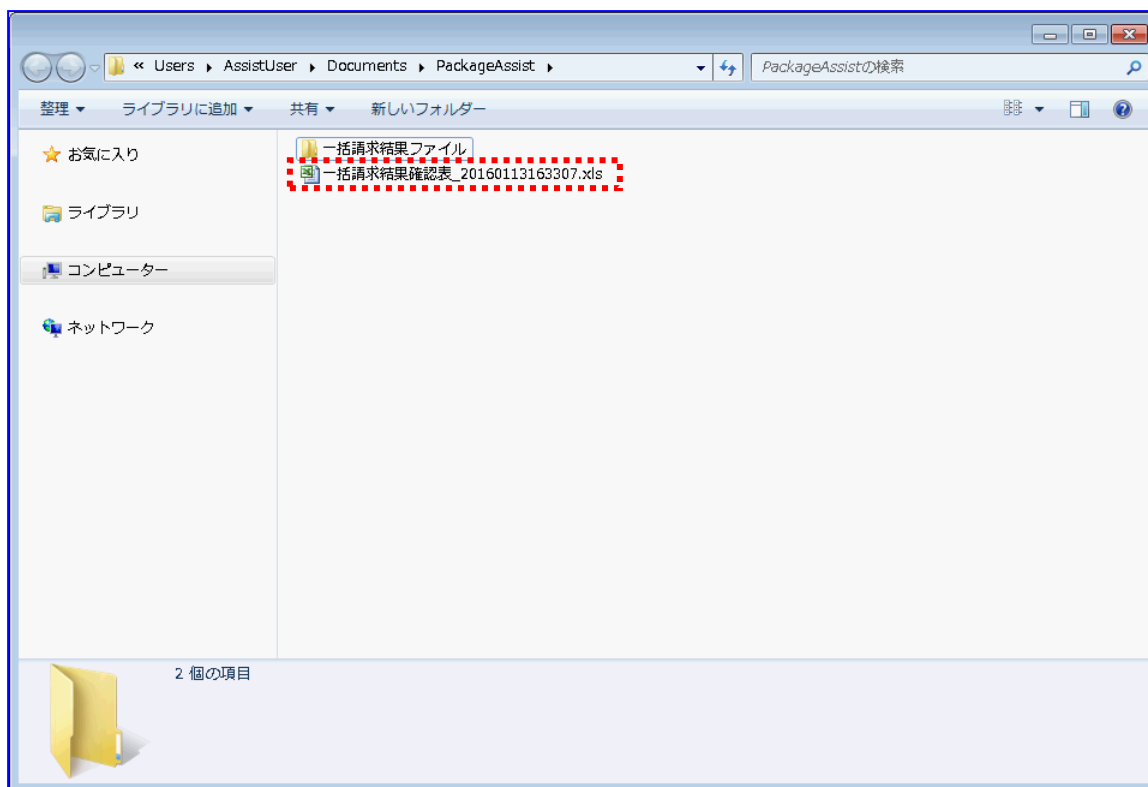 « Users ▸ AssistUser ▸ Documents ▸ PackageAssist ▸
PackageAssistの検索
整理 ▼ ライブラリに追加 ▼ 共有 ▼ 新しいフォルダー
お気に入り
ライブラリ
コンピューター
ネットワーク
一括請求結果ファイル
一括請求結果確認表_20160113163307.xls
2 個の項目